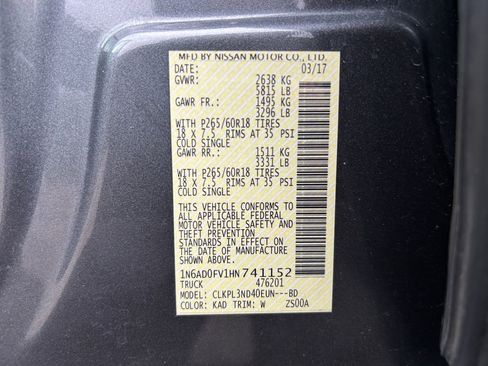 MFD BY NISSAN MOTOR CO., LTD.
DATE: 03/17
GVWR: 2638 KG
5815 LB
GAWR FR.: 1495 KG
3296 LB
WITH P265/60R18 TIRES
18 X 7.5 RIMS AT 35 PSI
COLD SINGLE
GAWR RR.: 1511 KG
3331 LB
WITH P265/60R18 TIRES
18 X 7.5 RIMS AT 35 PSI
COLD SINGLE
THIS VEHICLE CONFORMS TO
ALL APPLICABLE FEDERAL
MOTOR VEHICLE SAFETY AND
THEFT PREVENTION
STANDARDS IN EFFECT ON
THE DATE OF MANUFACTURE
SHOWN ABOVE.
1N6AD0FV1HN741152
TRUCK 476201
MODEL: CLKPL3ND40EUN---BD
COLOR: KAD TRIM: W ZS00A